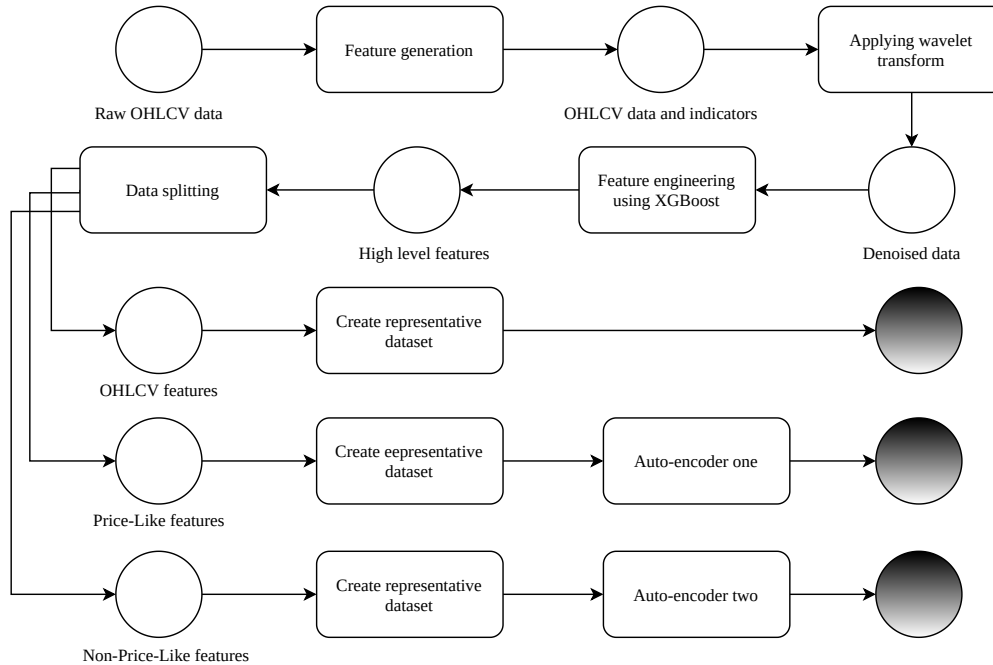 Feature generation
Applying wavelet
transform
Raw OHLCV data
OHLCV data and indicators
Data splitting
Feature engineering
using XGBoost
High level features
Denoised data
Create representative
dataset
OHLCV features
Create eepresentative
dataset
Auto-encoder one
Price-Like features
Create representative
dataset
Auto-encoder two
Non-Price-Like features